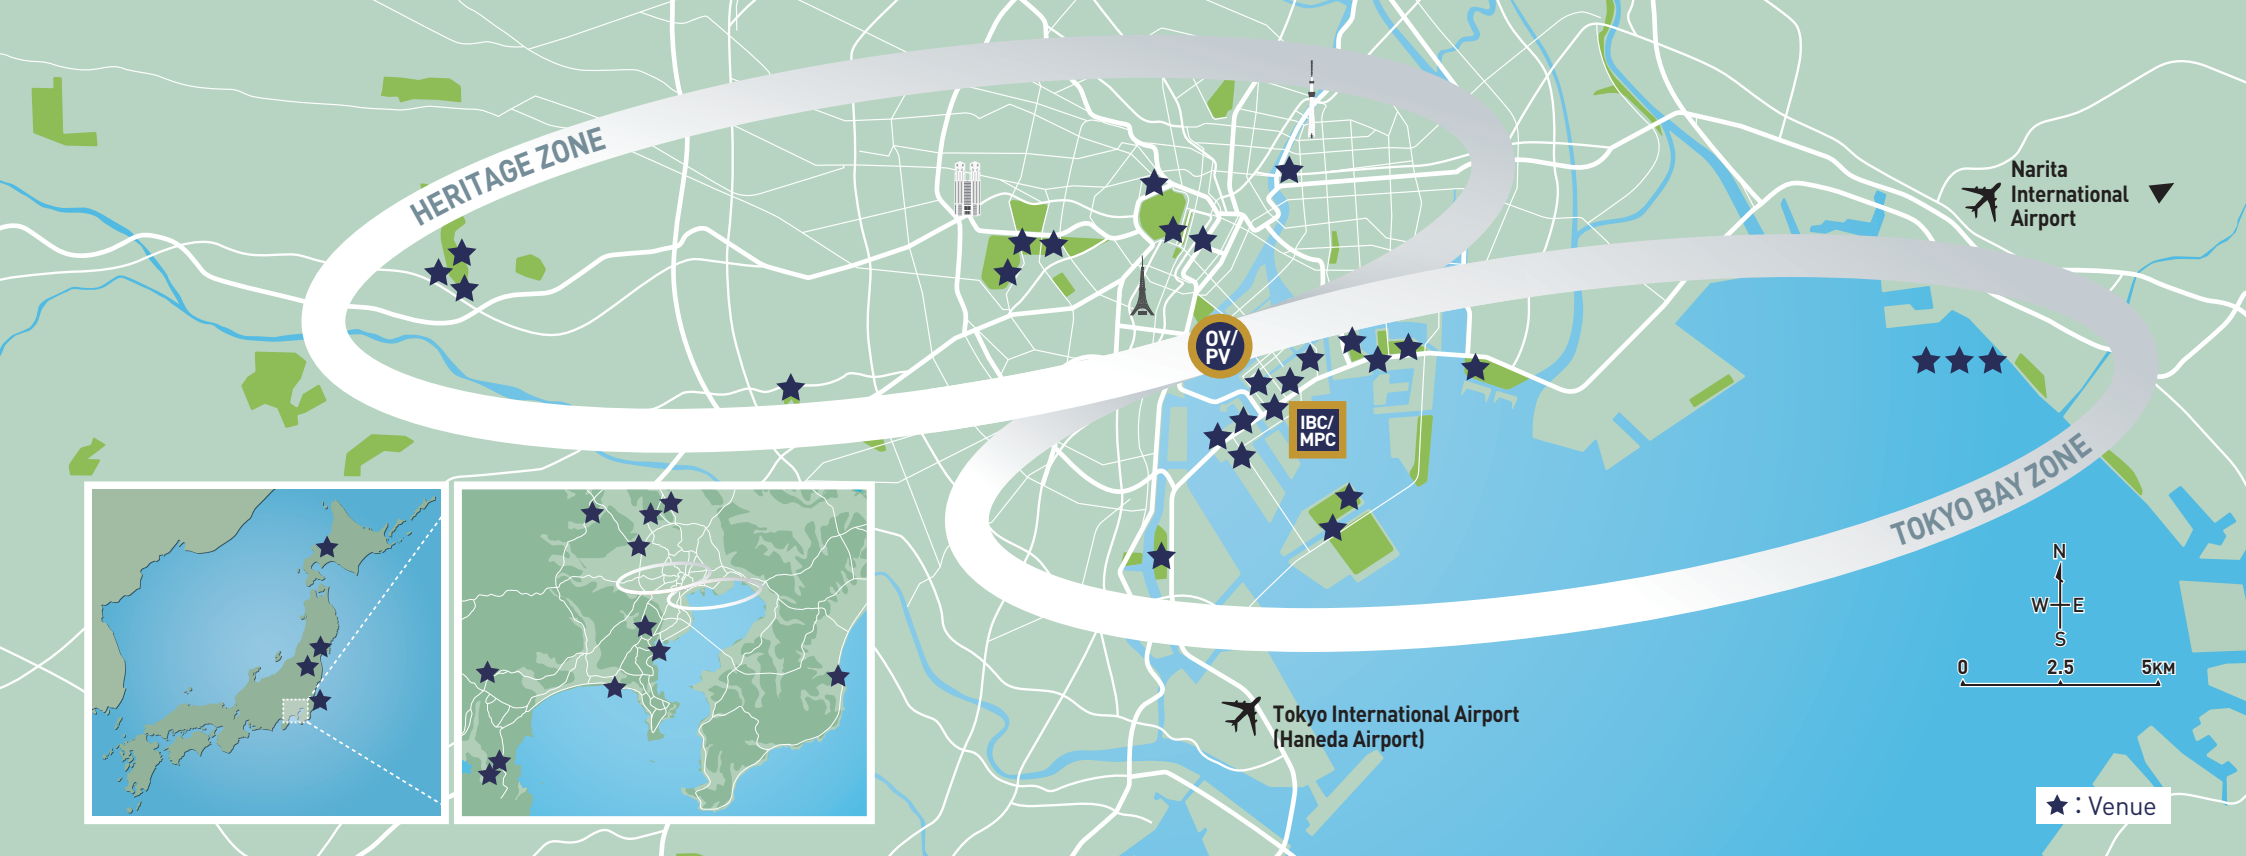 HERITAGE ZONE
Narita
International
Airport
OV/
PV
IBC/
MPC
TOKYO BAY ZONE
N
W E
S
0 2.5 5KM
Tokyo International Airport
(Haneda Airport)
: Venue